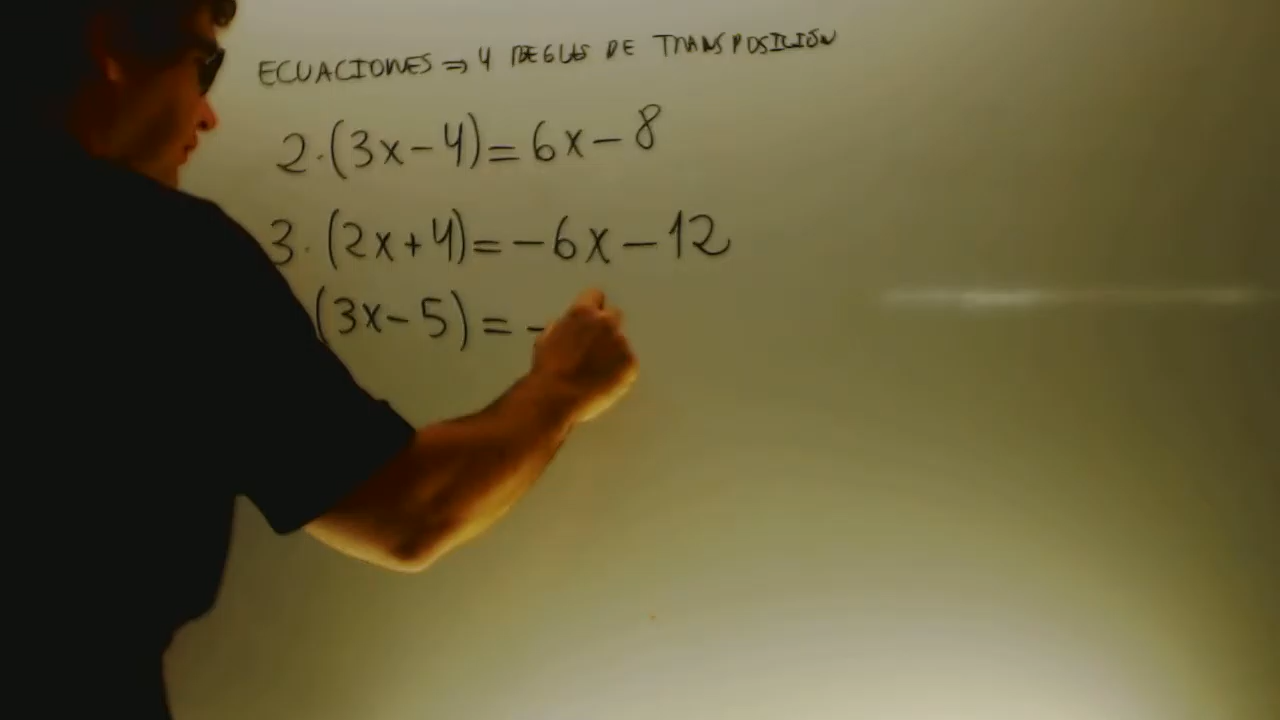 ECUACIONES ⇒ 4 REGLAS DE TRANSPOSICIÓN
2·(3x-4)=6x-8
3·(2x+4)=-6x-12
(3x-5)=-